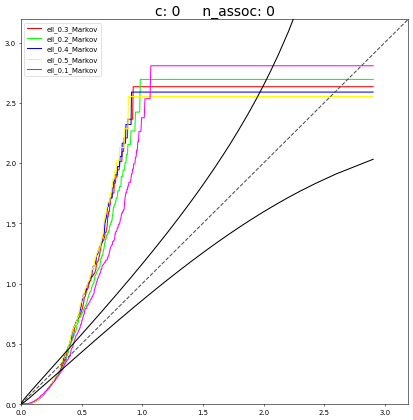 c: 0     n_assoc: 0
ell_0.3_Markov
ell_0.2_Markov
ell_0.4_Markov
ell_0.5_Markov
ell_0.1_Markov
3.0
2.5
2.0
1.5
1.0
0.5
0.0
0.0 0.5 1.0 1.5 2.0 2.5 3.0